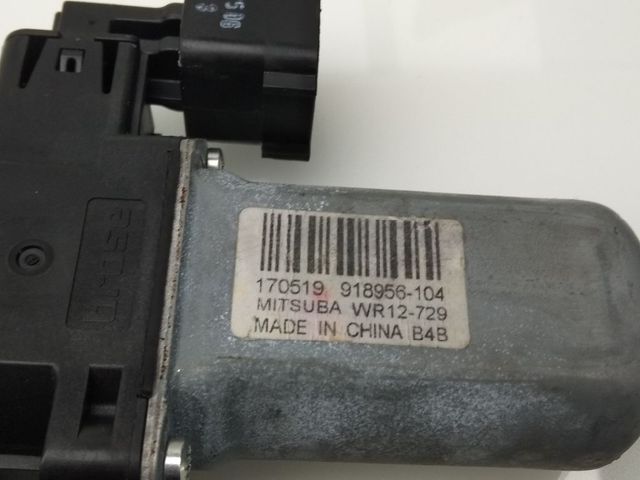 170519 918956-104
MITSUBA WR12-729
MADE IN CHINA B4B